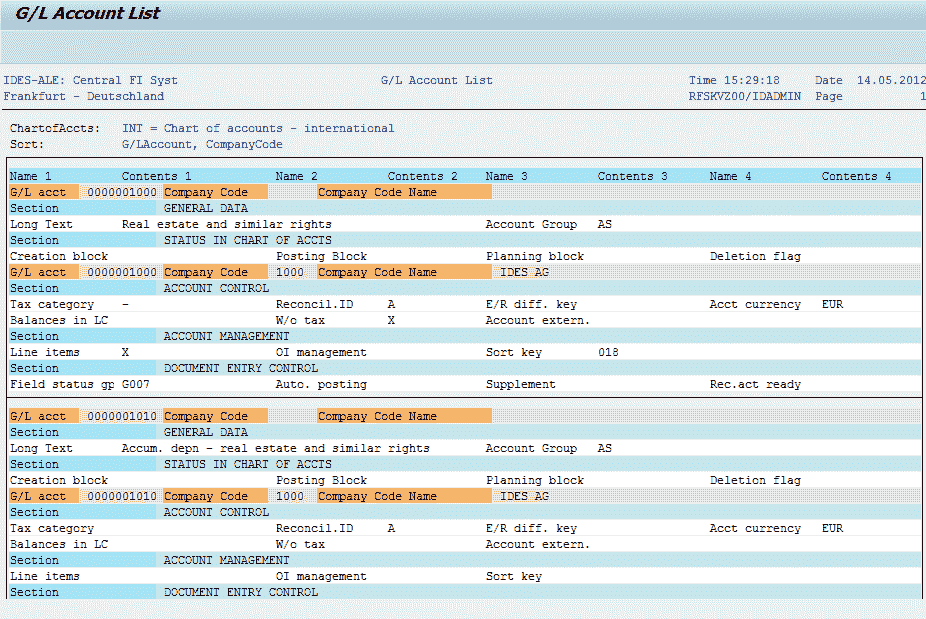 G/L Account List
IDES-ALE: Central FI Syst G/L Account List Time 15:29:18 Date 14.05.2012
Frankfurt - Deutschland RFSKVZ00/IDADMIN Page 1
ChartofAccts: INT = Chart of accounts - international
Sort: G/LAccount, CompanyCode
Name 1 Contents 1 Name 2 Contents 2 Name 3 Contents 3 Name 4 Contents 4
G/L acct 0000001000 Company Code Company Code Name
Section GENERAL DATA
Long Text Real estate and similar rights Account Group AS
Section STATUS IN CHART OF ACCTS
Creation block Posting Block Planning block Deletion flag
G/L acct 0000001000 Company Code 1000 Company Code Name IDES AG
Section ACCOUNT CONTROL
Tax category - Reconcil.ID A E/R diff. key Acct currency EUR
Balances in LC W/o tax X Account extern.
Section ACCOUNT MANAGEMENT
Line items X OI management Sort key 018
Section DOCUMENT ENTRY CONTROL
Field status gp G007 Auto. posting Supplement Rec.act ready
G/L acct 0000001010 Company Code Company Code Name
Section GENERAL DATA
Long Text Accum. depn - real estate and similar rights Account Group AS
Section STATUS IN CHART OF ACCTS
Creation block Posting Block Planning block Deletion flag
G/L acct 0000001010 Company Code 1000 Company Code Name IDES AG
Section ACCOUNT CONTROL
Tax category Reconcil.ID A E/R diff. key Acct currency EUR
Balances in LC W/o tax Account extern.
Section ACCOUNT MANAGEMENT
Line items OI management Sort key
Section DOCUMENT ENTRY CONTROL